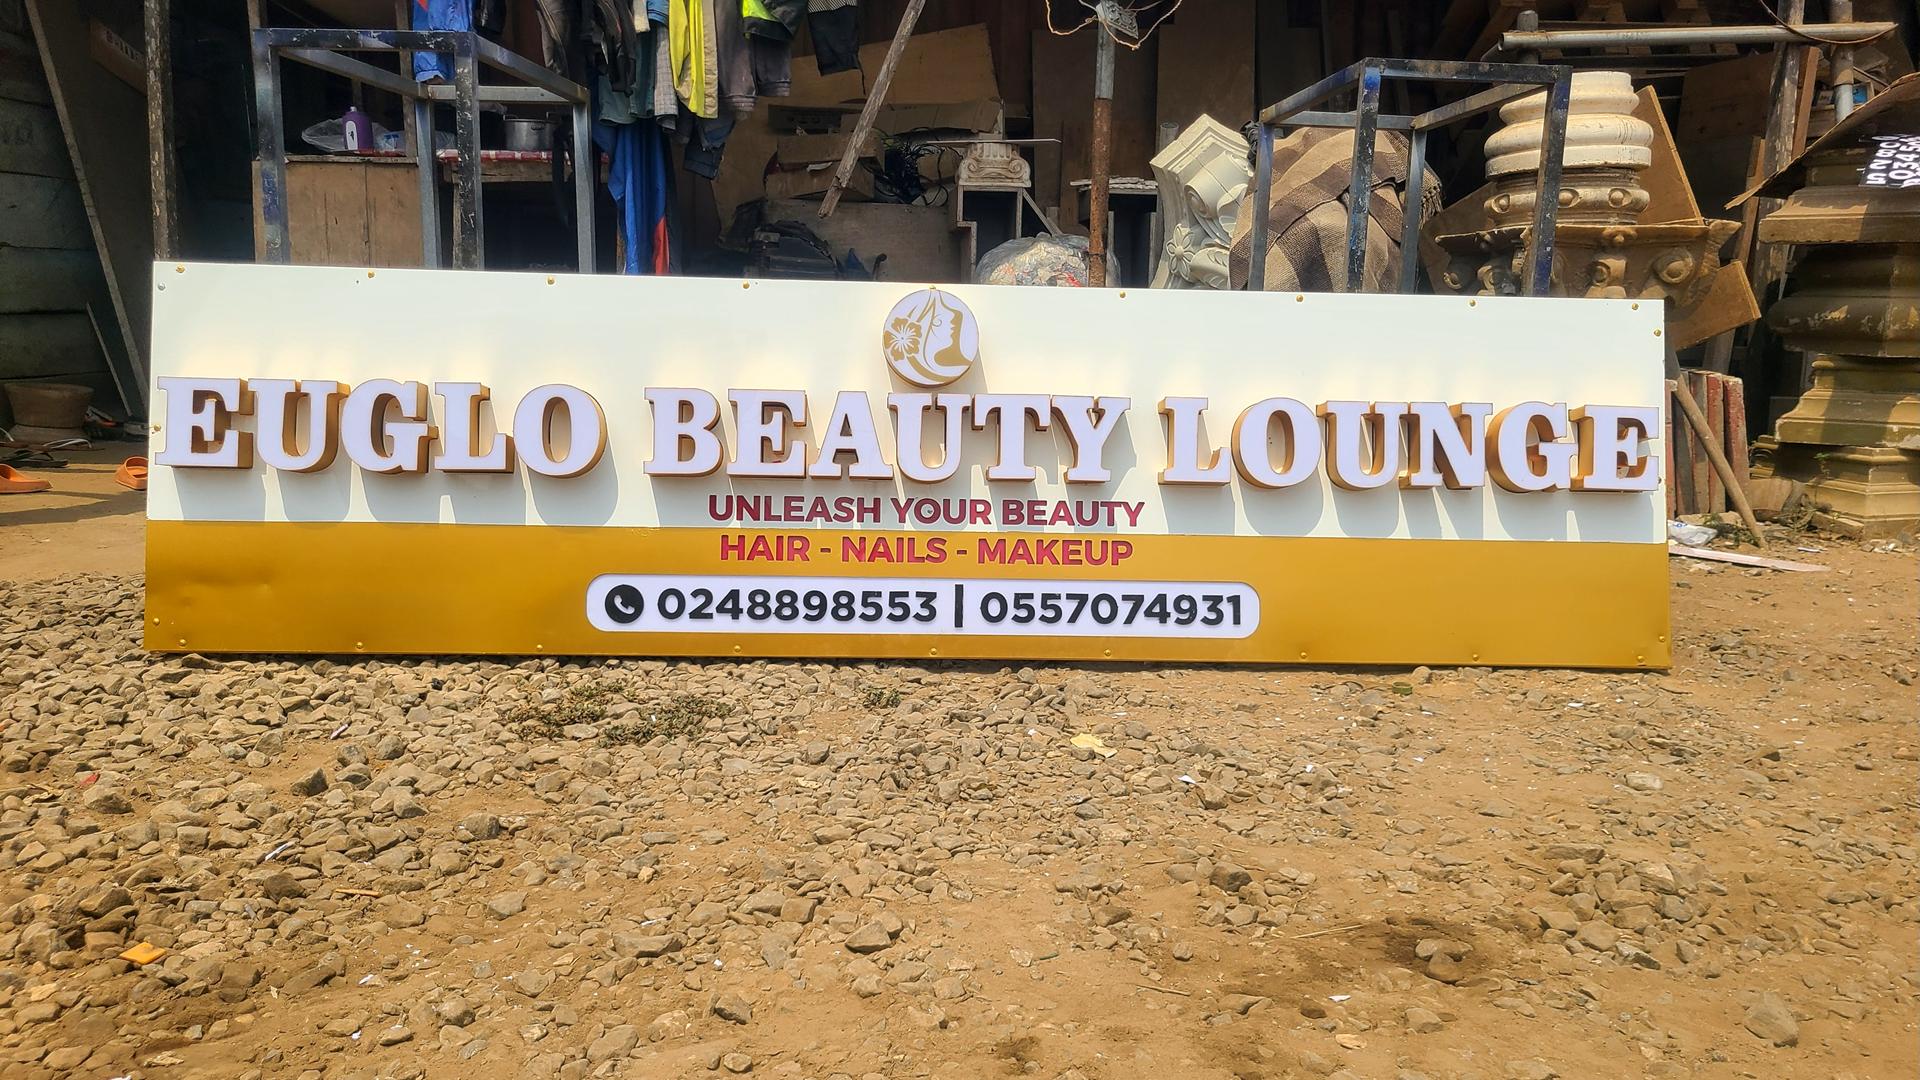 EUGLO BEAUTY LOUNGE
UNLEASH YOUR BEAUTY
HAIR - NAILS - MAKEUP
0248898553 | 0557074931